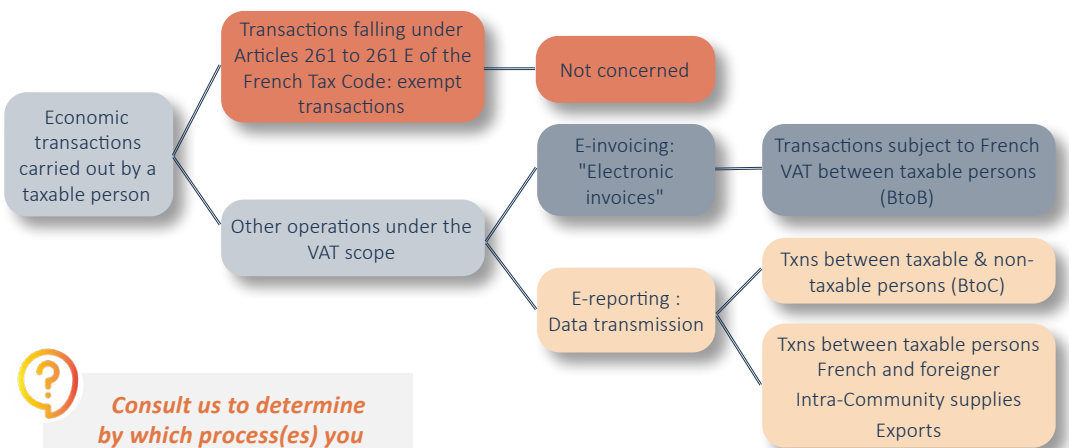 Transactions falling under
Articles 261 to 261 E of the
French Tax Code: exempt
transactions
Not concerned
Economic
transactions
carried out by a
taxable person
E-invoicing:
"Electronic
invoices"
Transactions subject to French
VAT between taxable persons
(BtoB)
Other operations under the
VAT scope
E-reporting :
Data transmission
Txns between taxable & non-
taxable persons (BtoC)
Txns between taxable persons
French and foreigner
Intra-Community supplies
Exports
?
Consult us to determine
by which process(es) you